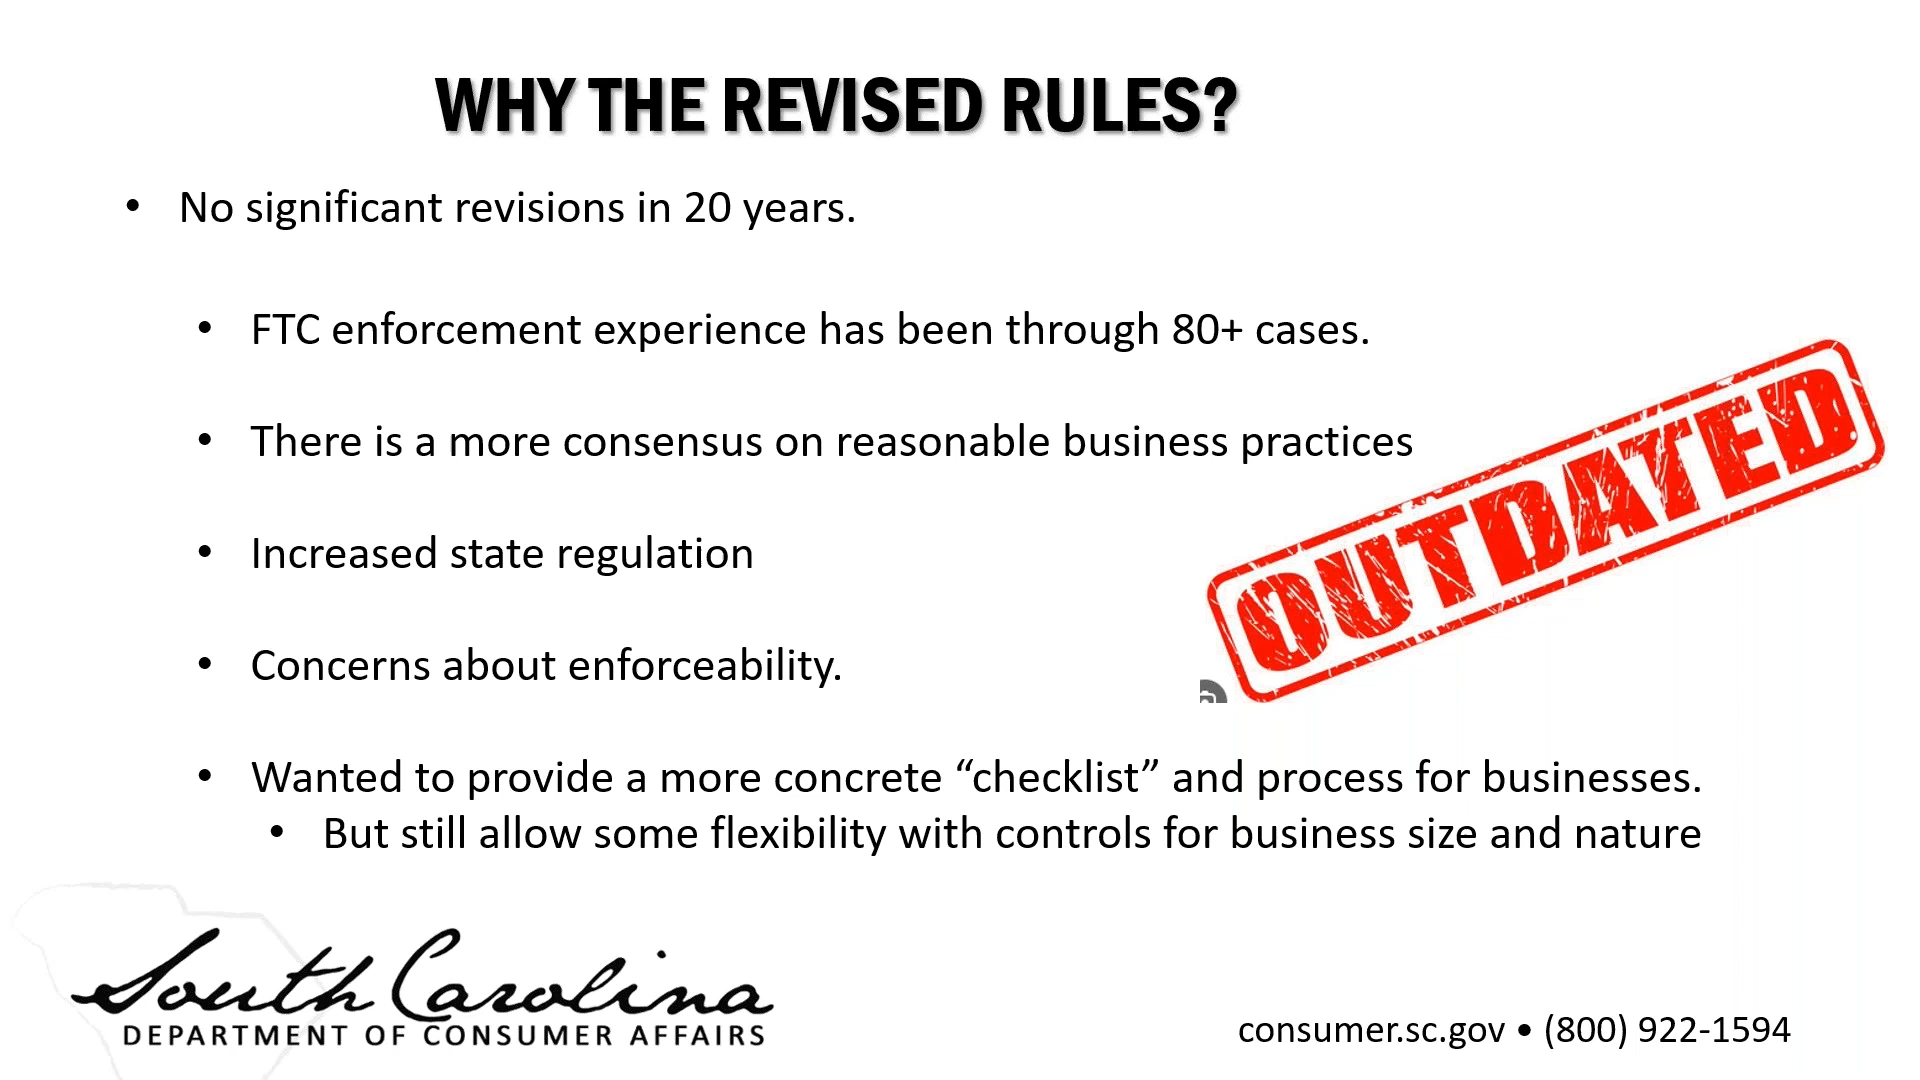 WHY THE REVISED RULES?
• No significant revisions in 20 years.
• FTC enforcement experience has been through 80+ cases.
• There is a more consensus on reasonable business practices
• Increased state regulation
• Concerns about enforceability.
• Wanted to provide a more concrete “checklist” and process for businesses.
• But still allow some flexibility with controls for business size and nature
OUTDATED
South Carolina
DEPARTMENT OF CONSUMER AFFAIRS
consumer.sc.gov • (800) 922-1594